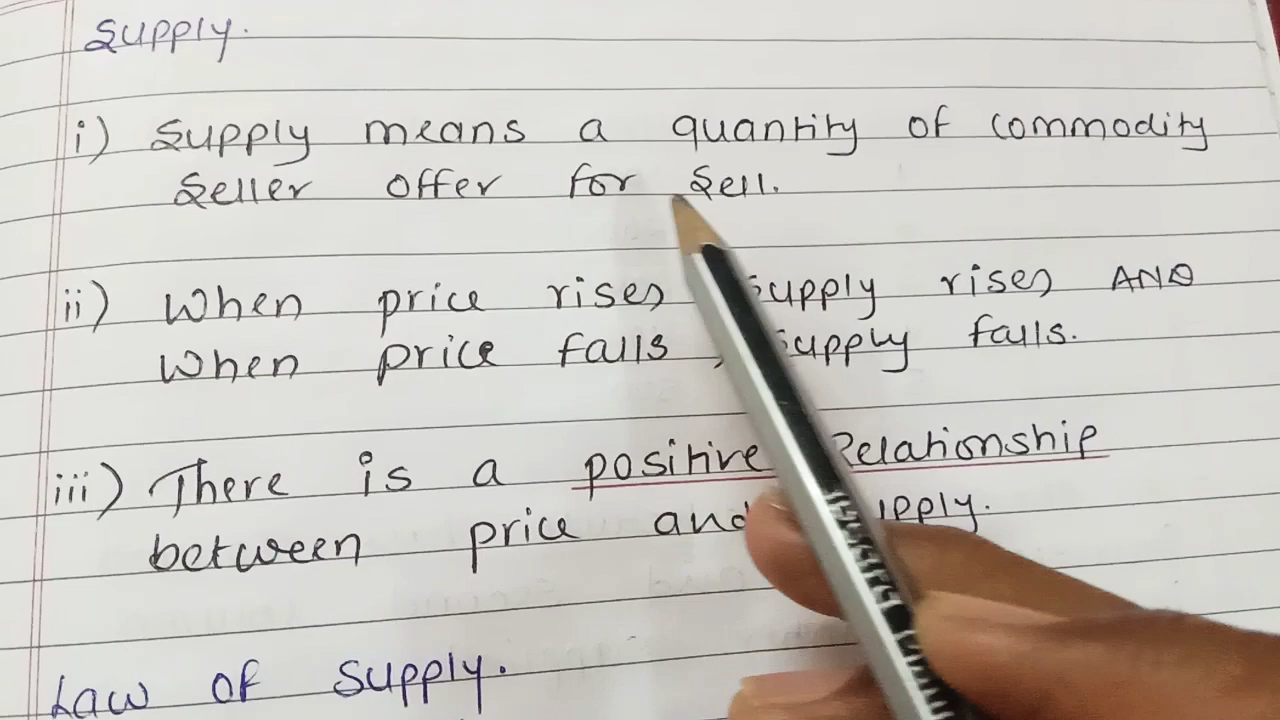 Supply.
i) Supply means a quantity of commodity
Seller offer for Sell.
ii) When price rises supply rises AND
When price falls, supply falls.
iii) There is a positive Relationship
between price and supply.
Law of supply.